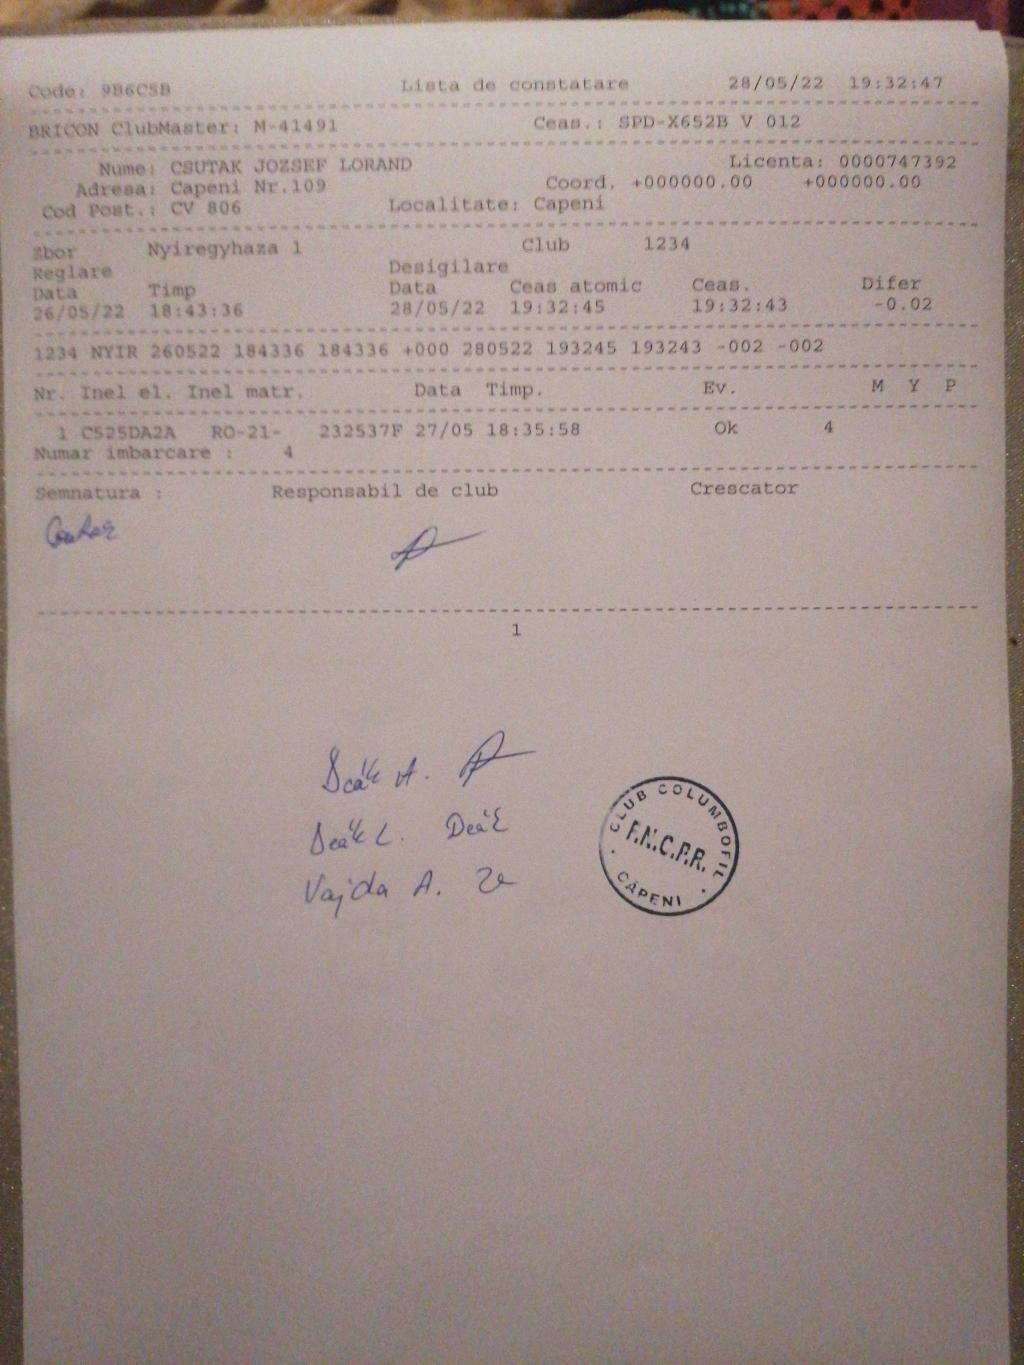 Code: 9B6C5B Lista de constatare 28/05/22 19:32:47
BRICON ClubMaster: M-41491 Ceas.: SPD-X652B V 012
Nume: CSUTAK JOZSEF LORAND Licenta: 0000747392
Adresa: Capeni Nr.109 Coord. +000000.00 +000000.00
Cod Post.: CV 806 Localitate: Capeni
Zbor Nyiregyhaza 1 Club 1234
Reglare Desigilare
Data Timp Data Ceas atomic Ceas. Difer
26/05/22 18:43:36 28/05/22 19:32:45 19:32:43 -0.02
1234 NYIR 260522 184336 184336 +000 280522 193245 193243 -002 -002
Nr. Inel el. Inel matr. Data Timp. Ev. M Y P
1 C525DA2A RO-21- 232537F 27/05 18:35:58 Ok 4
Numar imbarcare : 4
Semnatura : Responsabil de club Crescator
1
Deák A.
Deák L. Deák
Vajda A.
CLUB COLUMBOFIL
F.N.C.P.R.
CĂPENI